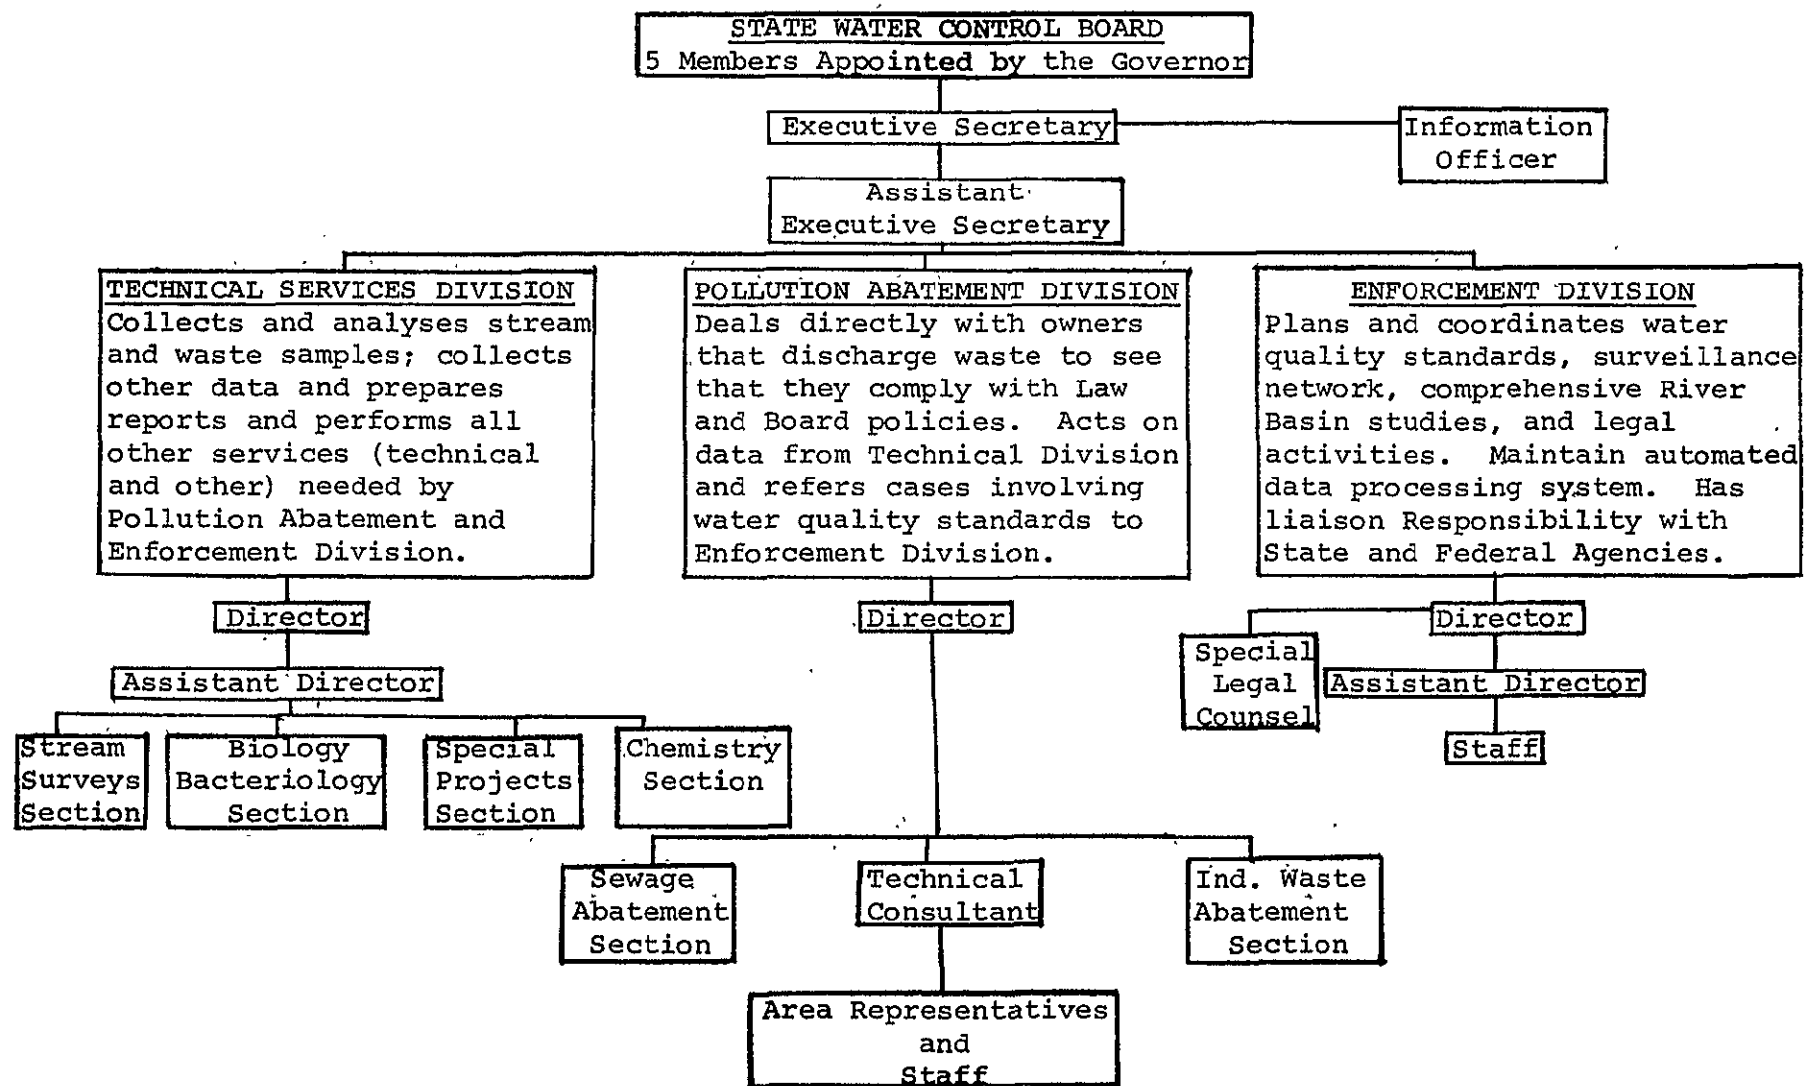 STATE WATER CONTROL BOARD
5 Members Appointed by the Governor
Executive Secretary
Information
Officer
Assistant
Executive Secretary
TECHNICAL SERVICES DIVISION
Collects and analyses stream
and waste samples; collects
other data and prepares
reports and performs all
other services (technical
and other) needed by
Pollution Abatement and
Enforcement Division.
POLLUTION ABATEMENT DIVISION
Deals directly with owners
that discharge waste to see
that they comply with Law
and Board policies. Acts on
data from Technical Division
and refers cases involving
water quality standards to
Enforcement Division.
ENFORCEMENT DIVISION
Plans and coordinates water
quality standards, surveillance
network, comprehensive River
Basin studies, and legal
activities. Maintain automated
data processing system. Has
liaison Responsibility with
State and Federal Agencies.
Director
Assistant Director
Stream
Surveys
Section
Biology
Bacteriology
Section
Special
Projects
Section
Chemistry
Section
Director
Sewage
Abatement
Section
Technical
Consultant
Ind. Waste
Abatement
Section
Area Representatives
and
Staff
Director
Special
Legal
Counsel
Assistant Director
Staff